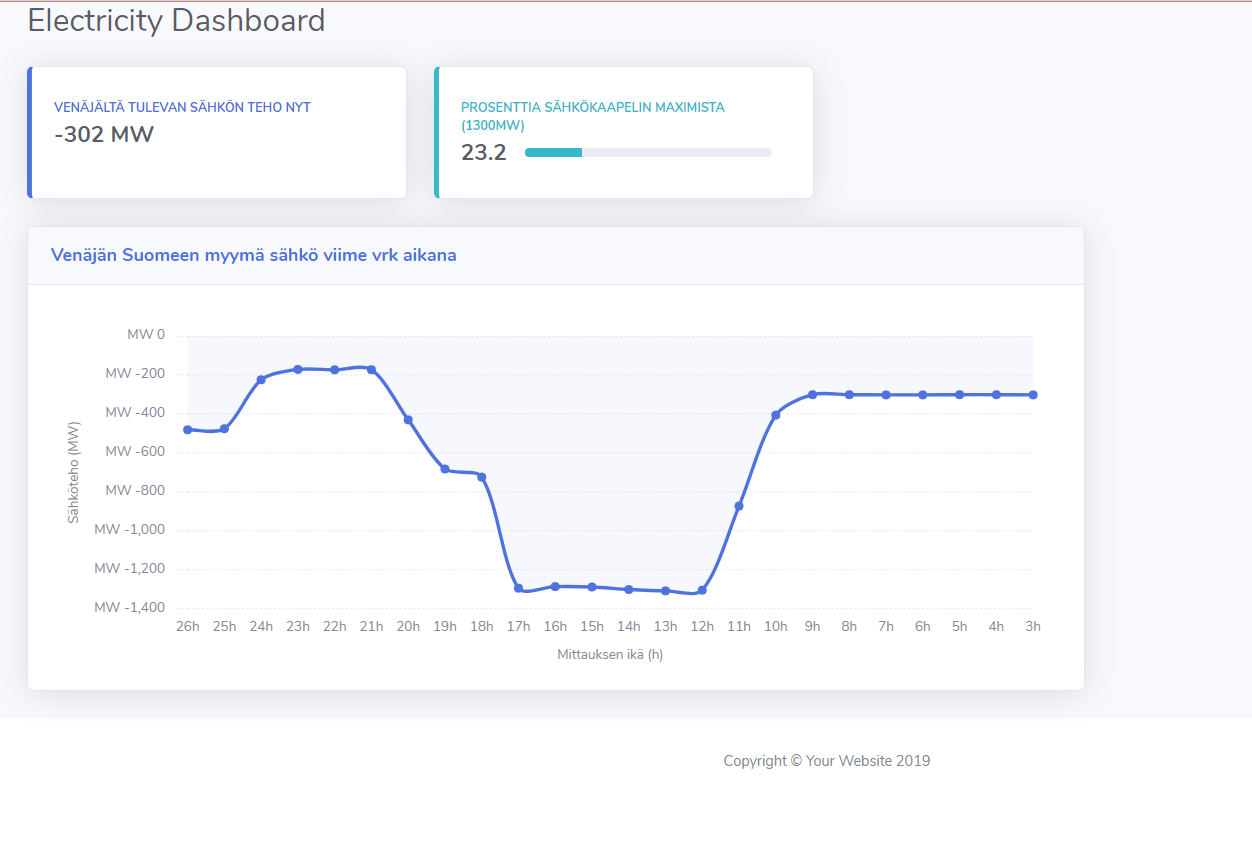 Electricity Dashboard
VENÄJÄLTÄ TULEVAN SÄHKÖN TEHO NYT
-302 MW
PROSENTTIA SÄHKÖKAAPELIN MAXIMISTA
(1300MW)
23.2
Venäjän Suomeen myymä sähkö viime vrk aikana
MW 0
MW -200
MW -400
MW -600
MW -800
MW -1,000
MW -1,200
MW -1,400
Sähköteho (MW)
26h 25h 24h 23h 22h 21h 20h 19h 18h 17h 16h 15h 14h 13h 12h 11h 10h 9h 8h 7h 6h 5h 4h 3h
Mittauksen ikä (h)
Copyright © Your Website 2019